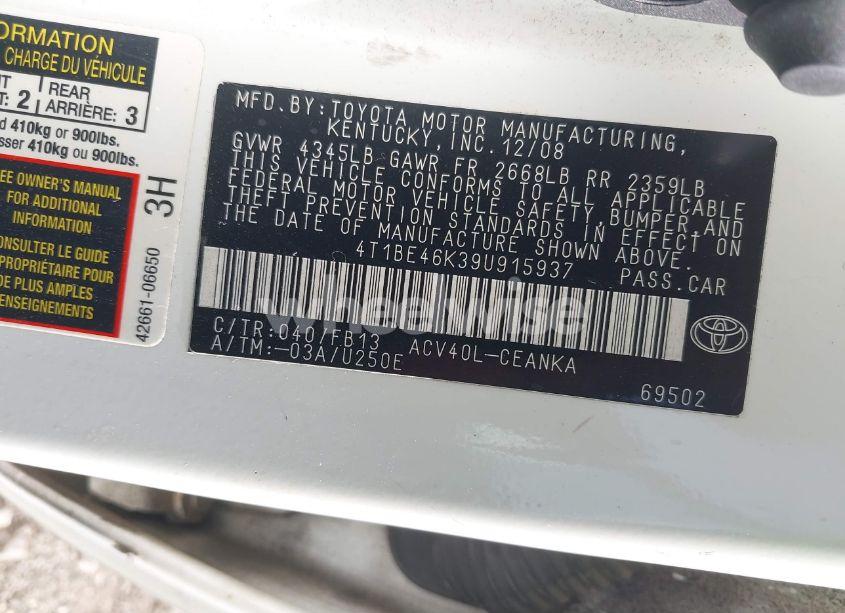 ORMATION
CHARGE DU VÉHICULE
NT
T: 2
REAR
ARRIÈRE: 3
d 410kg or 900lbs.
sser 410kg ou 900lbs.
EE OWNER'S MANUAL
FOR ADDITIONAL
INFORMATION
ONSULTER LE GUIDE
PROPRIÉTAIRE POUR
DE PLUS AMPLES
ENSEIGNEMENTS
42661-06650 3H
MFD. BY: TOYOTA MOTOR MANUFACTURING,
KENTUCKY, INC. 12/08
GVWR 4345LB GAWR FR 2668LB RR 2359LB
THIS VEHICLE CONFORMS TO ALL APPLICABLE
FEDERAL MOTOR VEHICLE SAFETY, BUMPER, AND
THEFT PREVENTION STANDARDS IN EFFECT ON
THE DATE OF MANUFACTURE SHOWN ABOVE.
4T1BE46K39U915937 PASS.CAR
wheelwise
C/TR: 040/FB13 ACV40L-CEANKA
A/TM:-03A/U250E
TOYOTA
69502